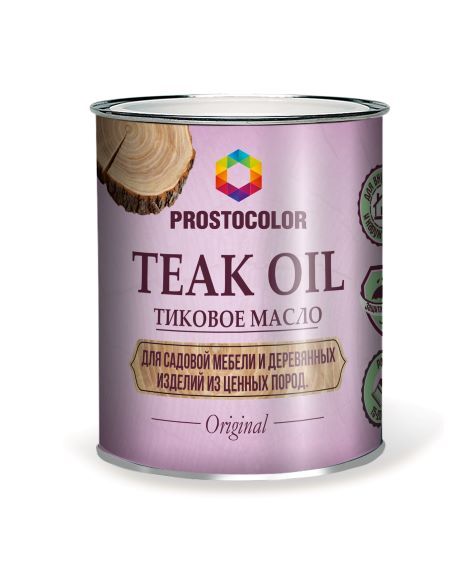 PROSTOCOLOR
TEAK OIL
ТИКОВОЕ МАСЛО
ДЛЯ САДОВОЙ МЕБЕЛИ И ДЕРЕВЯННЫХ
ИЗДЕЛИЙ ИЗ ЦЕННЫХ ПОРОД.
Original